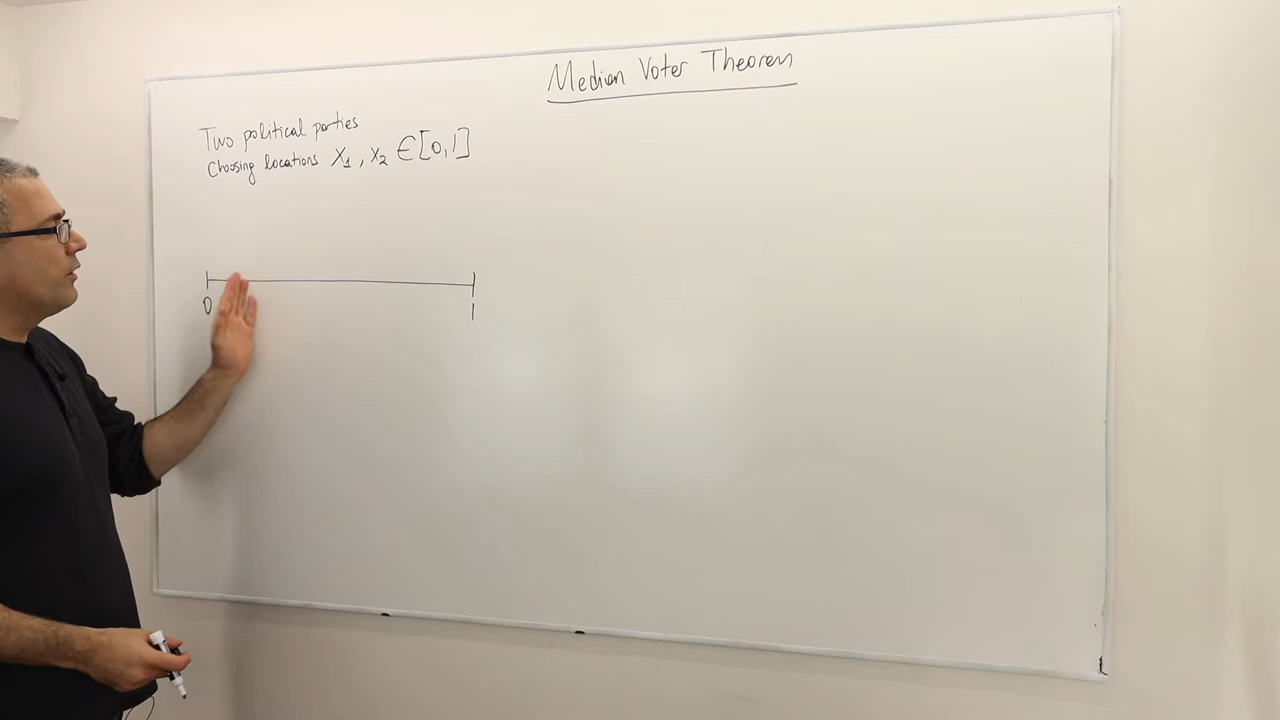 Median Voter Theorem
Two political parties
Choosing locations X₁, X₂ ∈ [0,1]
0
1